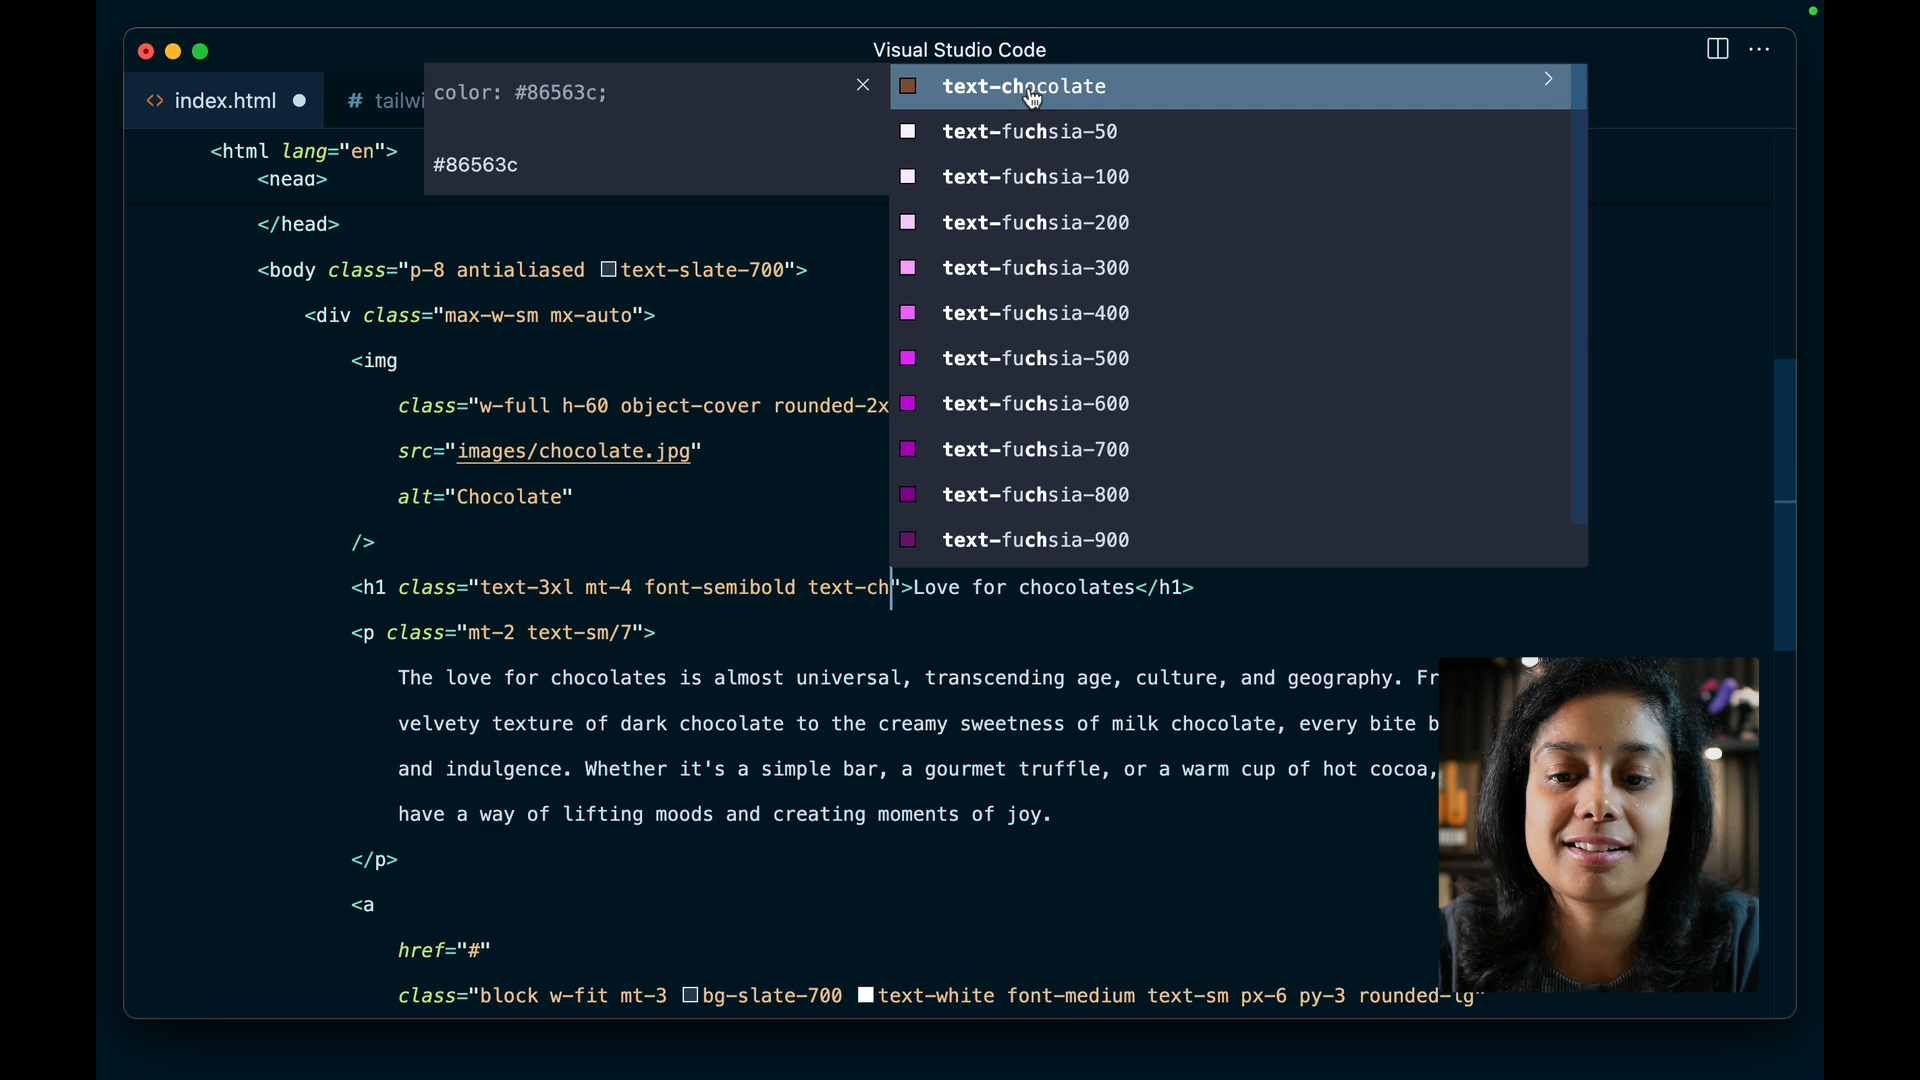 Visual Studio Code
index.html
# tailwi
color: #86563c;
#86563c
text-chocolate
text-fuchsia-50
text-fuchsia-100
text-fuchsia-200
text-fuchsia-300
text-fuchsia-400
text-fuchsia-500
text-fuchsia-600
text-fuchsia-700
text-fuchsia-800
text-fuchsia-900
<html lang="en">
<head>
</head>
<body class="p-8 antialiased text-slate-700">
<div class="max-w-sm mx-auto">
<img
class="w-full h-60 object-cover rounded-2x
src="images/chocolate.jpg"
alt="Chocolate"
/>
<h1 class="text-3xl mt-4 font-semibold text-ch">Love for chocolates</h1>
<p class="mt-2 text-sm/7">
The love for chocolates is almost universal, transcending age, culture, and geography. Fr
velvety texture of dark chocolate to the creamy sweetness of milk chocolate, every bite b
and indulgence. Whether it's a simple bar, a gourmet truffle, or a warm cup of hot cocoa,
have a way of lifting moods and creating moments of joy.
</p>
<a
href="#"
class="block w-fit mt-3 bg-slate-700 text-white font-medium text-sm px-6 py-3 rounded-lg"